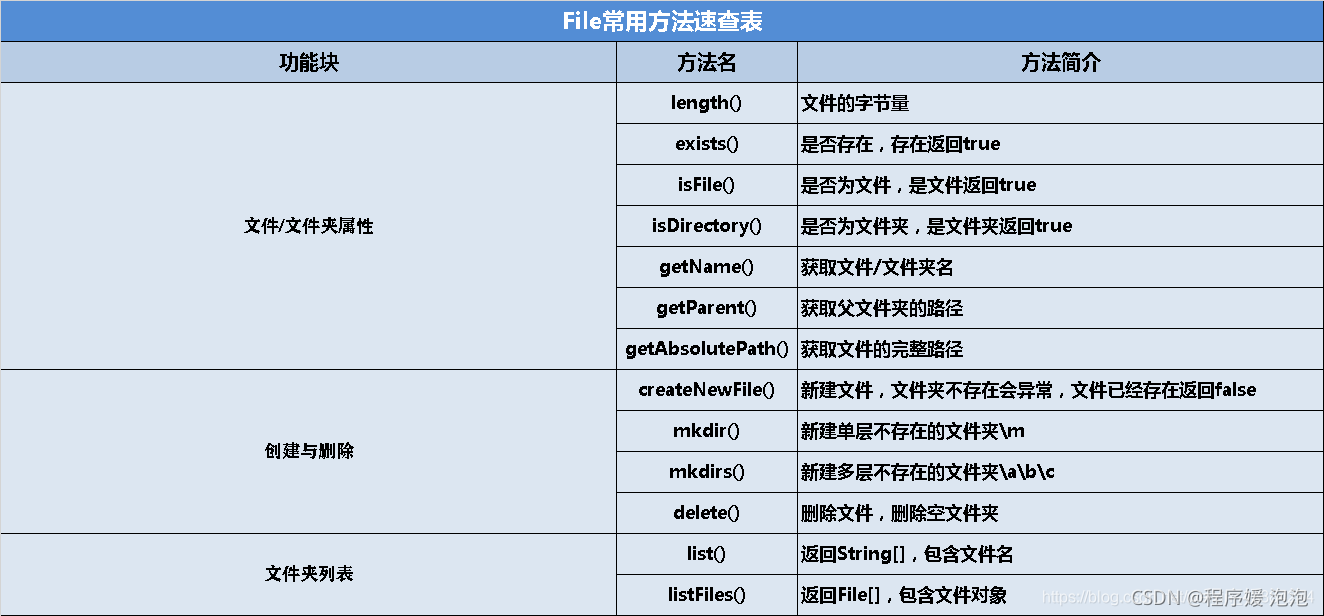 File常用方法速查表
功能块 方法名 方法简介
文件/文件夹属性
length() 文件的字节量
exists() 是否存在，存在返回true
isFile() 是否为文件，是文件返回true
isDirectory() 是否为文件夹，是文件夹返回true
getName() 获取文件/文件夹名
getParent() 获取父文件夹的路径
getAbsolutePath() 获取文件的完整路径
创建与删除
createNewFile() 新建文件，文件夹不存在会异常，文件已经存在返回false
mkdir() 新建单层不存在的文件夹\m
mkdirs() 新建多层不存在的文件夹\a\b\c
delete() 删除文件，删除空文件夹
文件夹列表
list() 返回String[]，包含文件名
listFiles() 返回File[]，包含文件对象
https://blog.c
CSDN @程序媛 泡泡